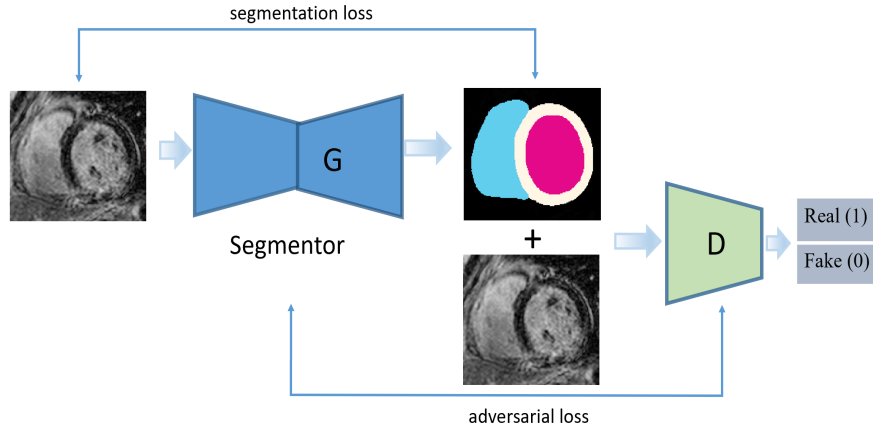 segmentation loss
G
Segmentor
+
D
Real (1)
Fake (0)
adversarial loss